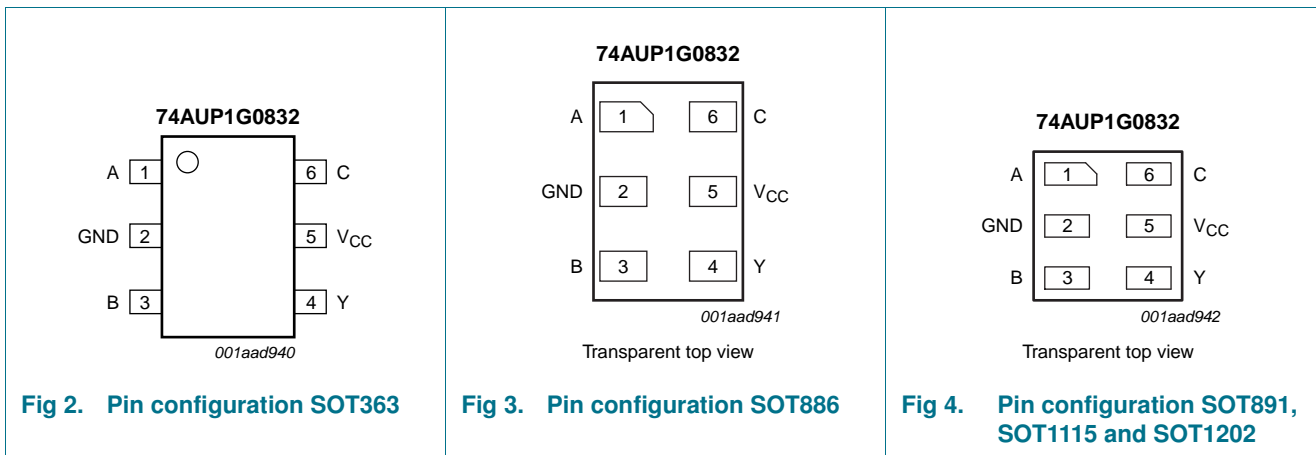 74AUP1G0832
A 1 6 C
GND 2 5 VCC
B 3 4 Y
001aad940
Fig 2. Pin configuration SOT363
74AUP1G0832
A 1 6 C
GND 2 5 VCC
B 3 4 Y
001aad941
Transparent top view
Fig 3. Pin configuration SOT886
74AUP1G0832
A 1 6 C
GND 2 5 VCC
B 3 4 Y
001aad942
Transparent top view
Fig 4. Pin configuration SOT891,
SOT1115 and SOT1202